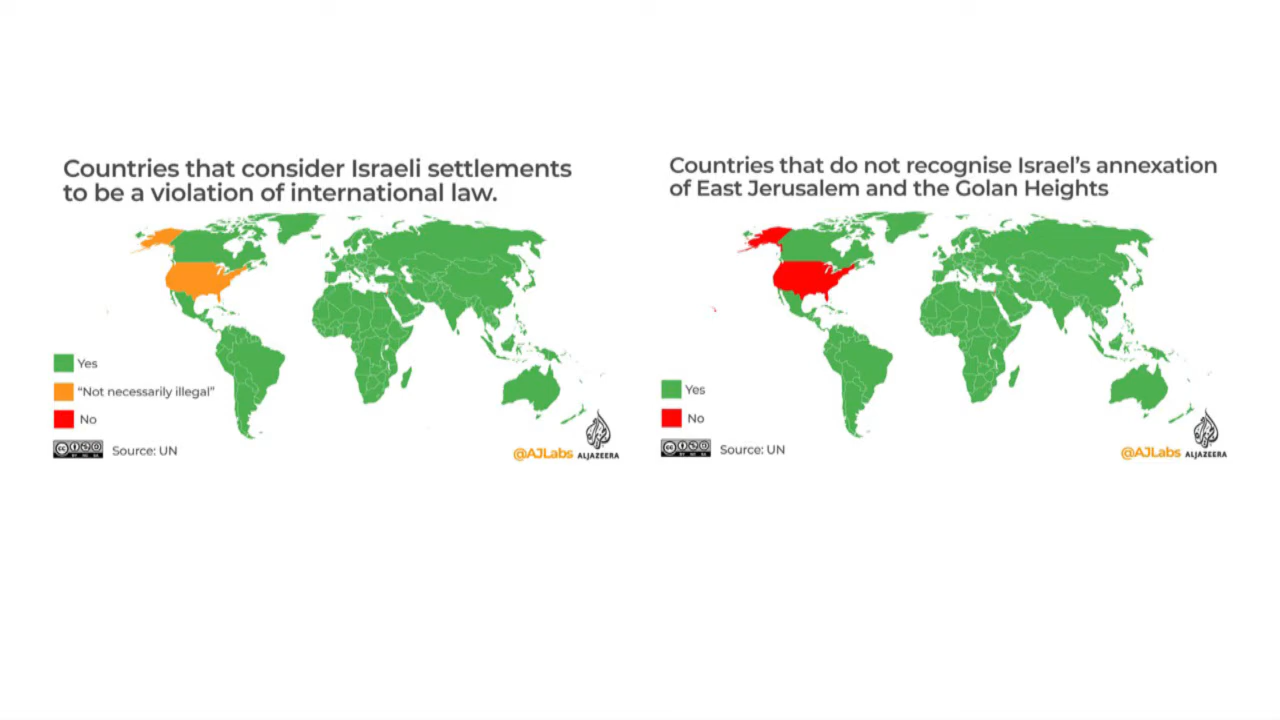 Countries that consider Israeli settlements
to be a violation of international law.
Yes
"Not necessarily illegal"
No
Source: UN
@AJLabs
ALJAZEERA
Countries that do not recognise Israel's annexation
of East Jerusalem and the Golan Heights
Yes
No
Source: UN
@AJLabs
ALJAZEERA